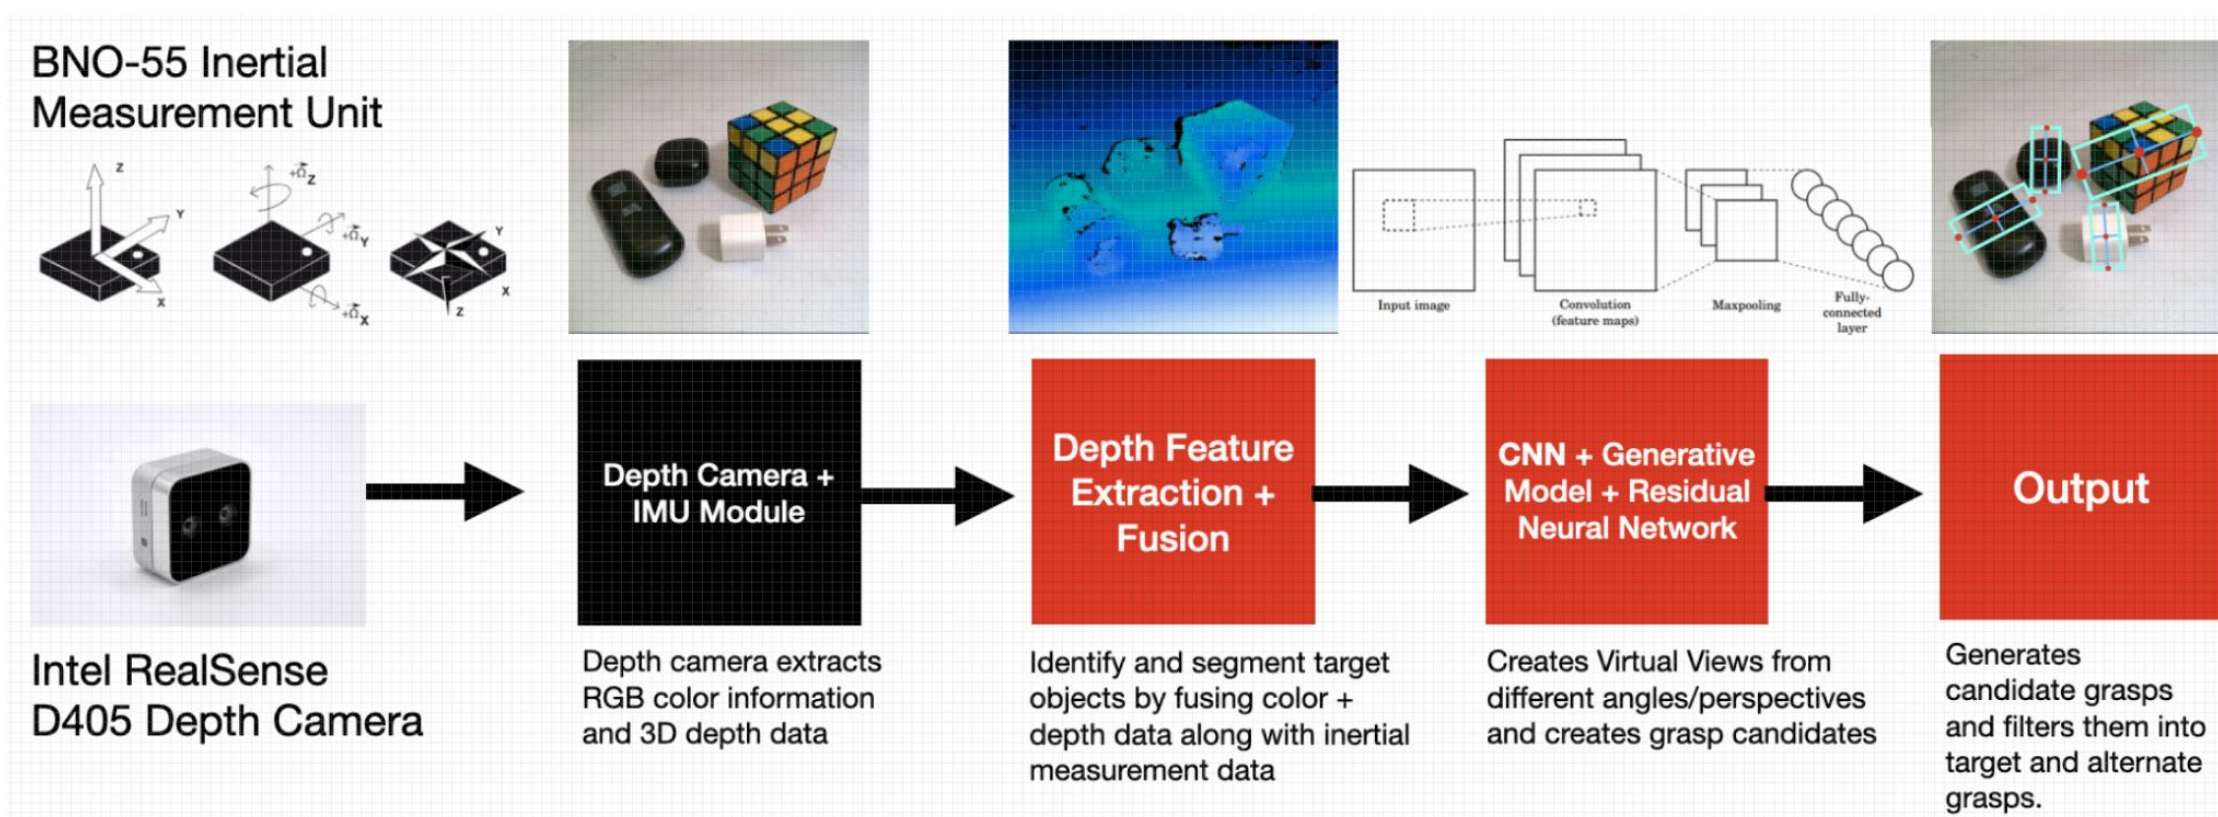 BNO-55 Inertial
Measurement Unit
Z
Y
X
+Ω⃗Z
+Ω⃗Y
+Ω⃗X
Y
X
Z
Input image
Convolution
(feature maps)
Maxpooling
Fully-
connected
layer
Depth Camera +
IMU Module
Depth Feature
Extraction +
Fusion
CNN + Generative
Model + Residual
Neural Network
Output
Intel RealSense
D405 Depth Camera
Depth camera extracts
RGB color information
and 3D depth data
Identify and segment target
objects by fusing color +
depth data along with inertial
measurement data
Creates Virtual Views from
different angles/perspectives
and creates grasp candidates
Generates
candidate grasps
and filters them into
target and alternate
grasps.